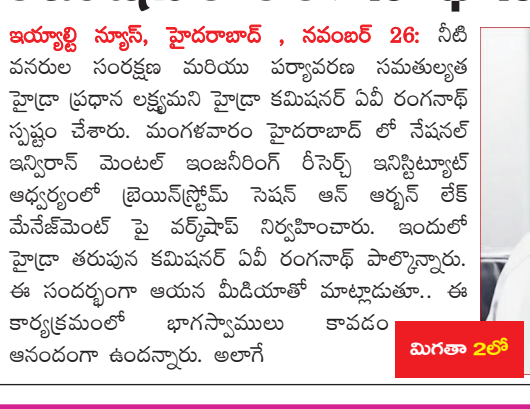 ఇయ్యాల్టి న్యూస్, హైదరాబాద్ , నవంబర్ 26: నీటి
వనరుల సంరక్షణ మరియు పర్యావరణ సమతుల్యత
హైడ్రా ప్రధాన లక్ష్యమని హైడ్రా కమిషనర్ ఏవీ రంగనాథ్
స్పష్టం చేశారు. మంగళవారం హైదరాబాద్ లో నేషనల్
ఇన్విరాన్ మెంటల్ ఇంజనీరింగ్ రీసెర్చ్ ఇనిస్టిట్యూట్
ఆధ్వర్యంలో బ్రెయిన్‌స్ట్రోమ్ సెషన్ ఆన్ ఆర్బన్ లేక్
మేనేజ్‌మెంట్ పై వర్క్‌షాప్ నిర్వహించారు. ఇందులో
హైడ్రా తరుపున కమిషనర్ ఏవీ రంగనాథ్ పాల్కొన్నారు.
ఈ సందర్భంగా ఆయన మీడియాతో మాట్లాడుతూ.. ఈ
కార్యక్రమంలో భాగస్వాములు కావడం
ఆనందంగా ఉందన్నారు. అలాగే
మిగతా 2లో